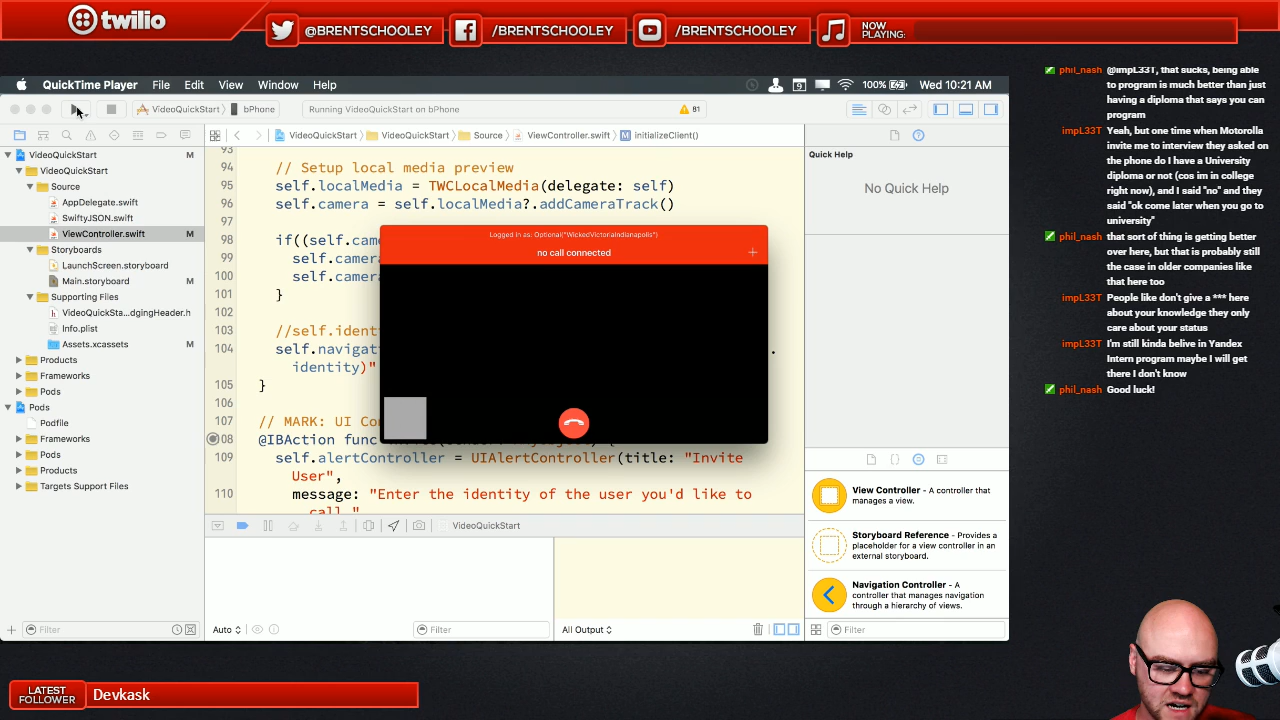 twilio
@BRENTSCHOOLEY
/BRENTSCHOOLEY
/BRENTSCHOOLEY
NOW
PLAYING:
QuickTime Player File Edit View Window Help
9 100% Wed 10:21 AM
VideoQuickStart bPhone
Running VideoQuickStart on bPhone
81
VideoQuickStart VideoQuickStart Source ViewController.swift initializeClient()
VideoQuickStart M
VideoQuickStart
Source
AppDelegate.swift
SwiftyJSON.swift
ViewController.swift M
Storyboards
LaunchScreen.storyboard
Main.storyboard M
Supporting Files
VideoQuickSta...dgingHeader.h
Info.plist
Assets.xcassets M
Products
Frameworks
Pods
Pods
Podfile
Frameworks
Pods
Products
Targets Support Files
Filter
93
94 // Setup local media preview
95 self.localMedia = TWCLocalMedia(delegate: self)
96 self.camera = self.localMedia?.addCameraTrack()
97
98 if((self.cam
99 self.camera
100 self.camera
101 }
102
103 //self.identi
104 self.navigat .
identity)"
105 }
106
107 // MARK: UI Co
08 @IBAction func
109 self.alertController = UIAlertController(title: "Invite
User",
110 message: "Enter the identity of the user you'd like to
call."
Logged in as: Optional("WickedVictoriaIndianapolis")
no call connected +
VideoQuickStart
Auto
Filter
All Output
Quick Help
No Quick Help
View Controller - A controller that
manages a view.
Storyboard Reference - Provides a
placeholder for a view controller in an
external storyboard.
Navigation Controller - A
controller that manages navigation
through a hierarchy of views.
Filter
phil_nash @impL33T, that sucks, being able
to program is much better than just
having a diploma that says you can
program
impL33T Yeah, but one time when Motorolla
invite me to interview they asked on
the phone do I have a University
diploma or not (cos im in college
right now), and I said "no" and they
said "ok come later when you go to
university"
phil_nash that sort of thing is getting better
over here, but that is probably still
the case in older companies like
that here too
impL33T People like don't give a *** here
about your knowledge they only
care about your status
impL33T I'm still kinda belive in Yandex
Intern program maybe I will get
there I don't know
phil_nash Good luck!
LATEST
FOLLOWER
Devkask